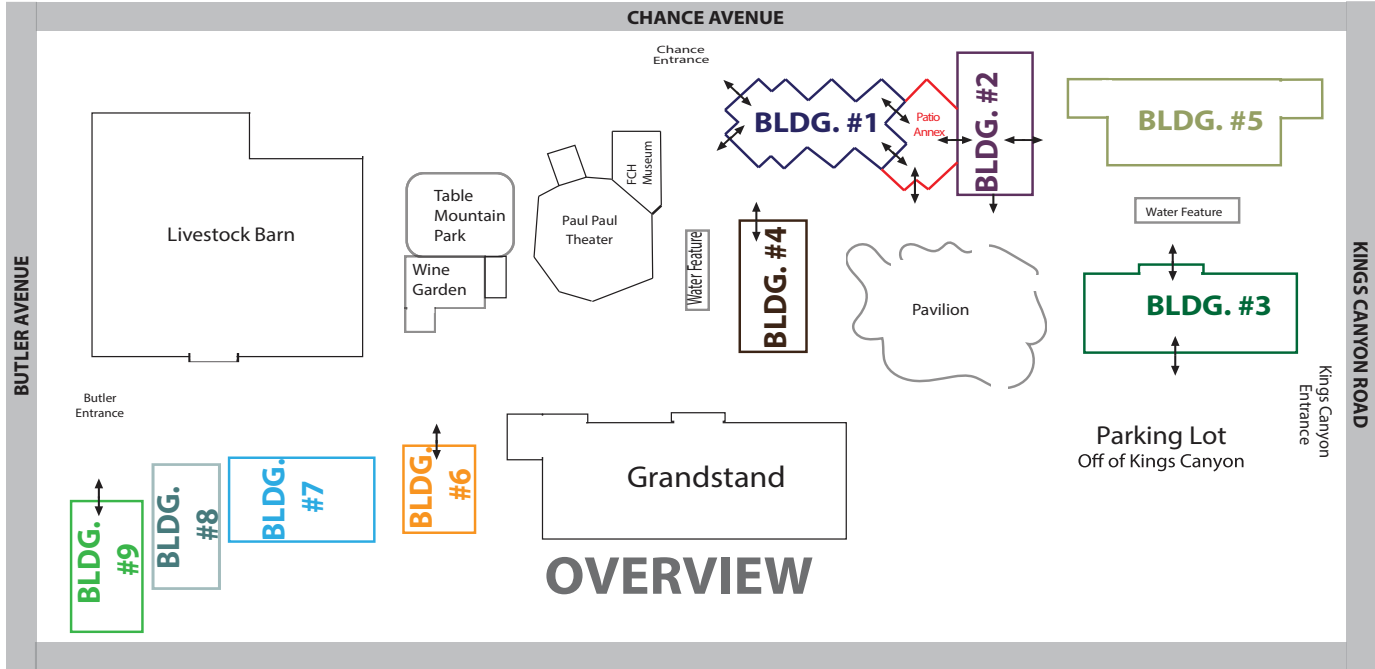 CHANCE AVENUE
Chance
Entrance
BLDG. #1
Patio
Annex
BLDG. #2
BLDG. #5
FCH
Museum
Table
Mountain
Park
Paul Paul
Theater
Livestock Barn
Wine
Garden
Water Feature
BLDG. #4
Pavilion
Water Feature
BLDG. #3
BUTLER AVENUE
KINGS CANYON ROAD
Butler
Entrance
Kings Canyon
Entrance
Parking Lot
Off of Kings Canyon
BLDG.
#9
BLDG.
#8
BLDG.
#7
BLDG.
#6
Grandstand
OVERVIEW